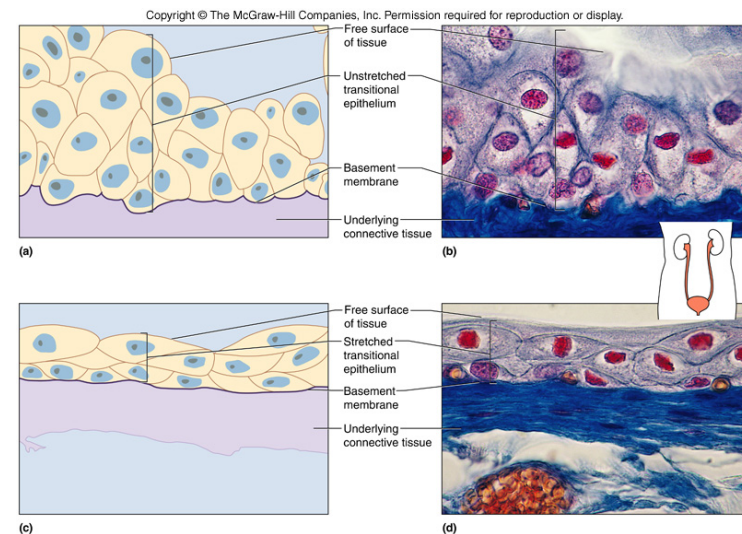 Copyright © The McGraw-Hill Companies, Inc. Permission required for reproduction or display.
Free surface
of tissue
Unstretched
transitional
epithelium
Basement
membrane
Underlying
connective tissue
(a)
(b)
Free surface
of tissue
Stretched
transitional
epithelium
Basement
membrane
Underlying
connective tissue
(c)
(d)